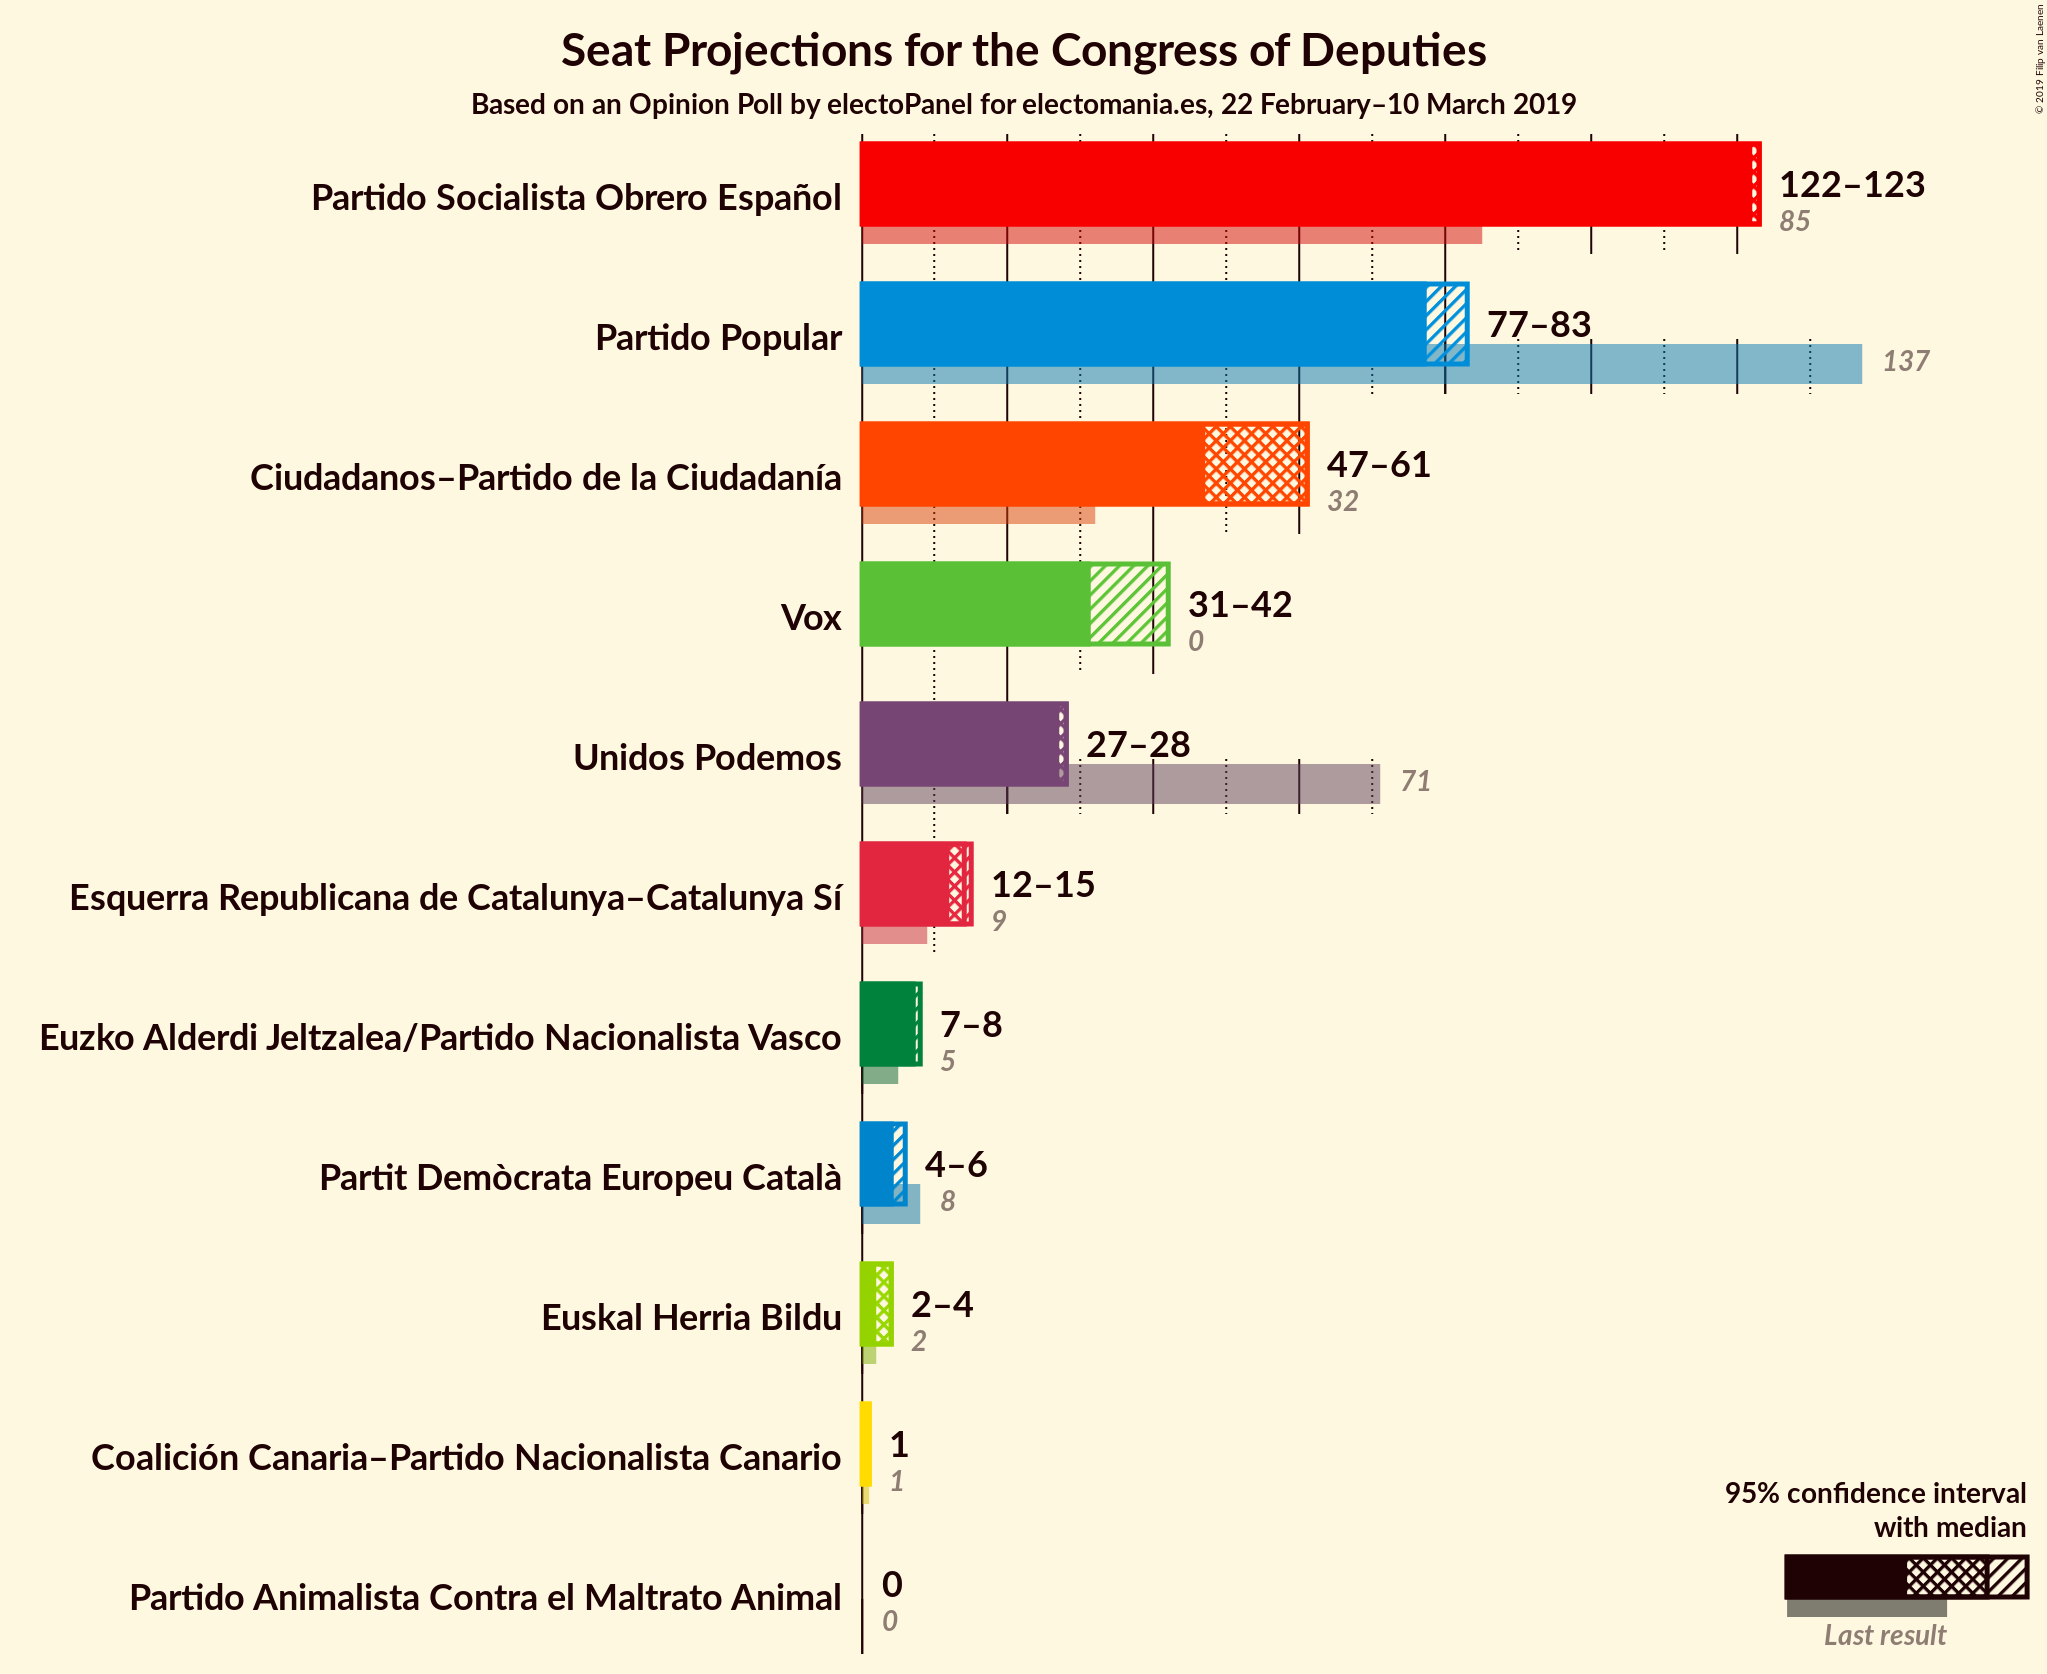 Seat Projections for the Congress of Deputies
Based on an Opinion Poll by electoPanel for electomania.es, 22 February–10 March 2019
© 2019 Filip van Laenen
Partido Socialista Obrero Español
122–123
85
Partido Popular
77–83
137
Ciudadanos–Partido de la Ciudadanía
47–61
32
Vox
31–42
0
Unidos Podemos
27–28
71
Esquerra Republicana de Catalunya–Catalunya Sí
12–15
9
Euzko Alderdi Jeltzalea/Partido Nacionalista Vasco
7–8
5
Partit Demòcrata Europeu Català
4–6
8
Euskal Herria Bildu
2–4
2
Coalición Canaria–Partido Nacionalista Canario
1
1
Partido Animalista Contra el Maltrato Animal
0
0
95% confidence interval
with median
Last result